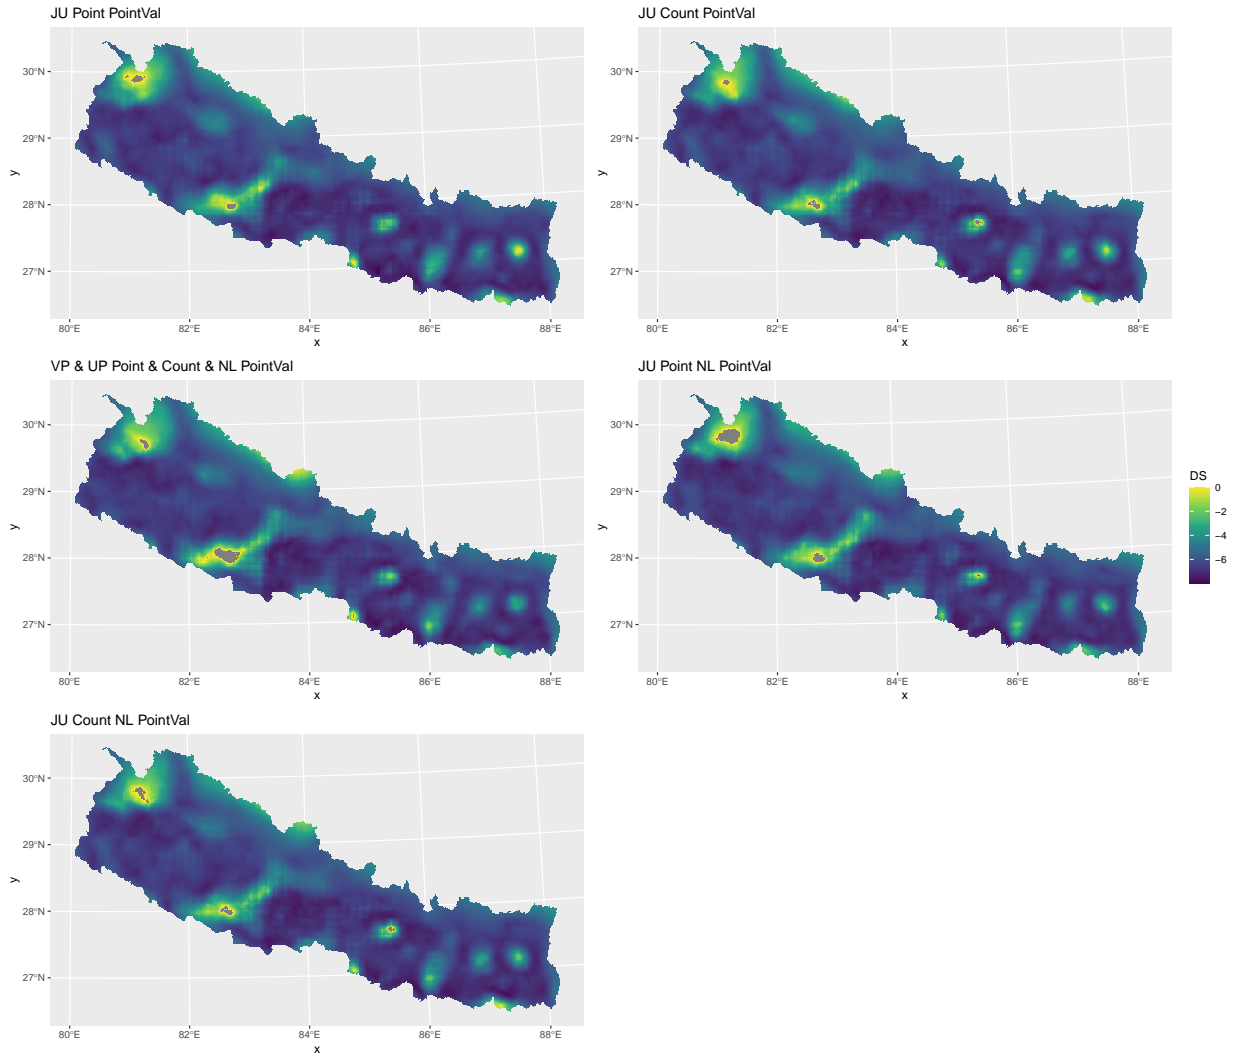 JU Point PointVal
JU Count PointVal
30°N
29°N
28°N
27°N
y
80°E 82°E 84°E 86°E 88°E
x
30°N
29°N
28°N
27°N
y
80°E 82°E 84°E 86°E 88°E
x
VP & UP Point & Count & NL PointVal
JU Point NL PointVal
30°N
29°N
28°N
27°N
y
80°E 82°E 84°E 86°E 88°E
x
30°N
29°N
28°N
27°N
y
80°E 82°E 84°E 86°E 88°E
x
DS
0
−2
−4
−6
JU Count NL PointVal
30°N
29°N
28°N
27°N
y
80°E 82°E 84°E 86°E 88°E
x